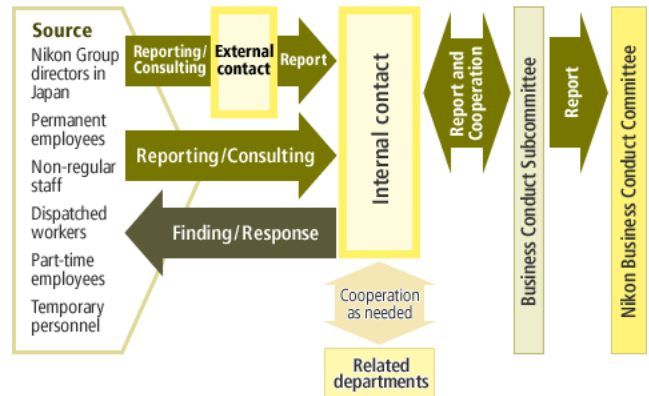 Source
Nikon Group
directors in
Japan
Permanent
employees
Non-regular
staff
Dispatched
workers
Part-time
employees
Temporary
personnel
Reporting/
Consulting
External
contact
Report
Reporting/Consulting
Finding/Response
Internal contact
Cooperation
as needed
Related
departments
Report and
Cooperation
Business Conduct Subcommittee
Report
Nikon Business Conduct Committee